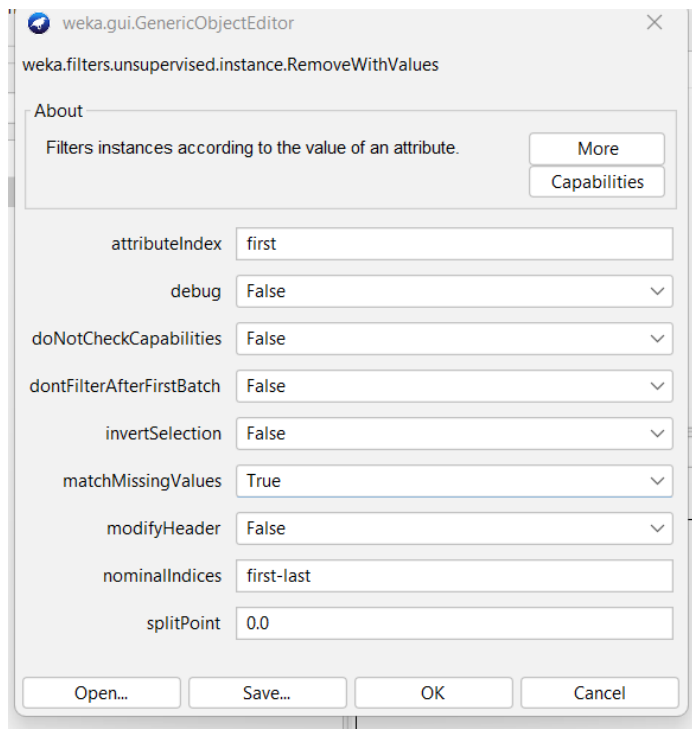 weka.gui.GenericObjectEditor
weka.filters.unsupervised.instance.RemoveWithValues
About
Filters instances according to the value of an attribute.
More
Capabilities
attributeIndex first
debug False
doNotCheckCapabilities False
dontFilterAfterFirstBatch False
invertSelection False
matchMissingValues True
modifyHeader False
nominalIndices first-last
splitPoint 0.0
Open... Save... OK Cancel